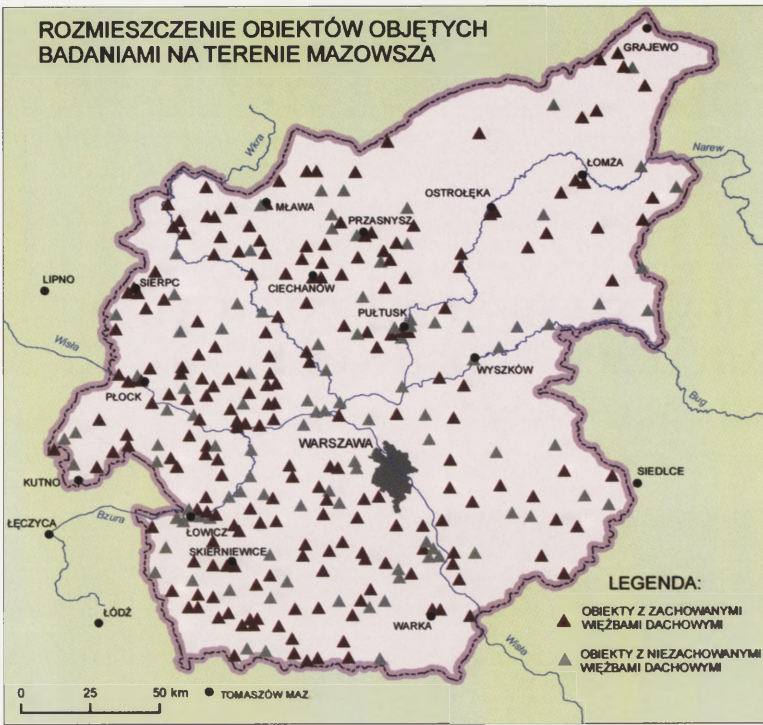 ROZMIESZCZENIE OBIEKTÓW OBJĘTYCH
BADANIAMI NA TERENIE MAZOWSZA
GRAJEWO
Wkra
Narew
ŁOMŻA
OSTROŁĘKA
MŁAWA
PRZASNYSZ
LIPNO
SIERPC
CIECHANÓW
PUŁTUSK
Wisła
WYSZKÓW
PŁOCK
Bug
WARSZAWA
KUTNO
SIEDLCE
ŁĘCZYCA
Bzura
ŁOWICZ
SKIERNIEWICE
ŁÓDŹ
WARKA
Wisła
LEGENDA:
OBIEKTY Z ZACHOWANYMI
WIĘŹBAMI DACHOWYMI
OBIEKTY Z NIEZACHOWANYMI
WIĘŹBAMI DACHOWYMI
0 25 50 km
TOMASZÓW MAZ.